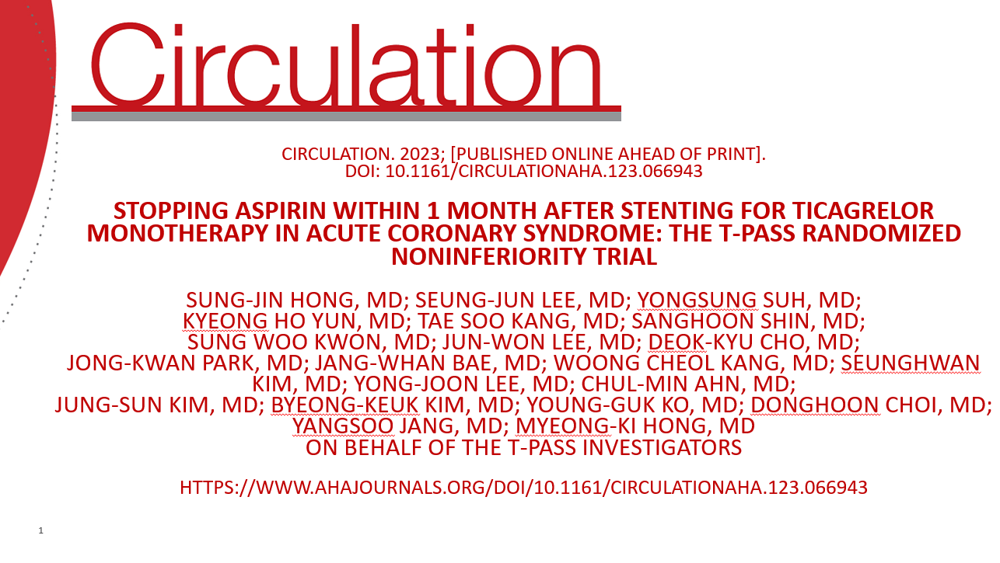 Circulation
CIRCULATION. 2023; [PUBLISHED ONLINE AHEAD OF PRINT].
DOI: 10.1161/CIRCULATIONAHA.123.066943
STOPPING ASPIRIN WITHIN 1 MONTH AFTER STENTING FOR TICAGRELOR
MONOTHERAPY IN ACUTE CORONARY SYNDROME: THE T-PASS RANDOMIZED
NONINFERIORITY TRIAL
SUNG-JIN HONG, MD; SEUNG-JUN LEE, MD; YONGSUNG SUH, MD;
KYEONG HO YUN, MD; TAE SOO KANG, MD; SANGHOON SHIN, MD;
SUNG WOO KWON, MD; JUN-WON LEE, MD; DEOK-KYU CHO, MD;
JONG-KWAN PARK, MD; JANG-WHAN BAE, MD; WOONG CHEOL KANG, MD; SEUNGHWAN
KIM, MD; YONG-JOON LEE, MD; CHUL-MIN AHN, MD;
JUNG-SUN KIM, MD; BYEONG-KEUK KIM, MD; YOUNG-GUK KO, MD; DONGHOON CHOI, MD;
YANGSOO JANG, MD; MYEONG-KI HONG, MD
ON BEHALF OF THE T-PASS INVESTIGATORS
HTTPS://WWW.AHAJOURNALS.ORG/DOI/10.1161/CIRCULATIONAHA.123.066943
1